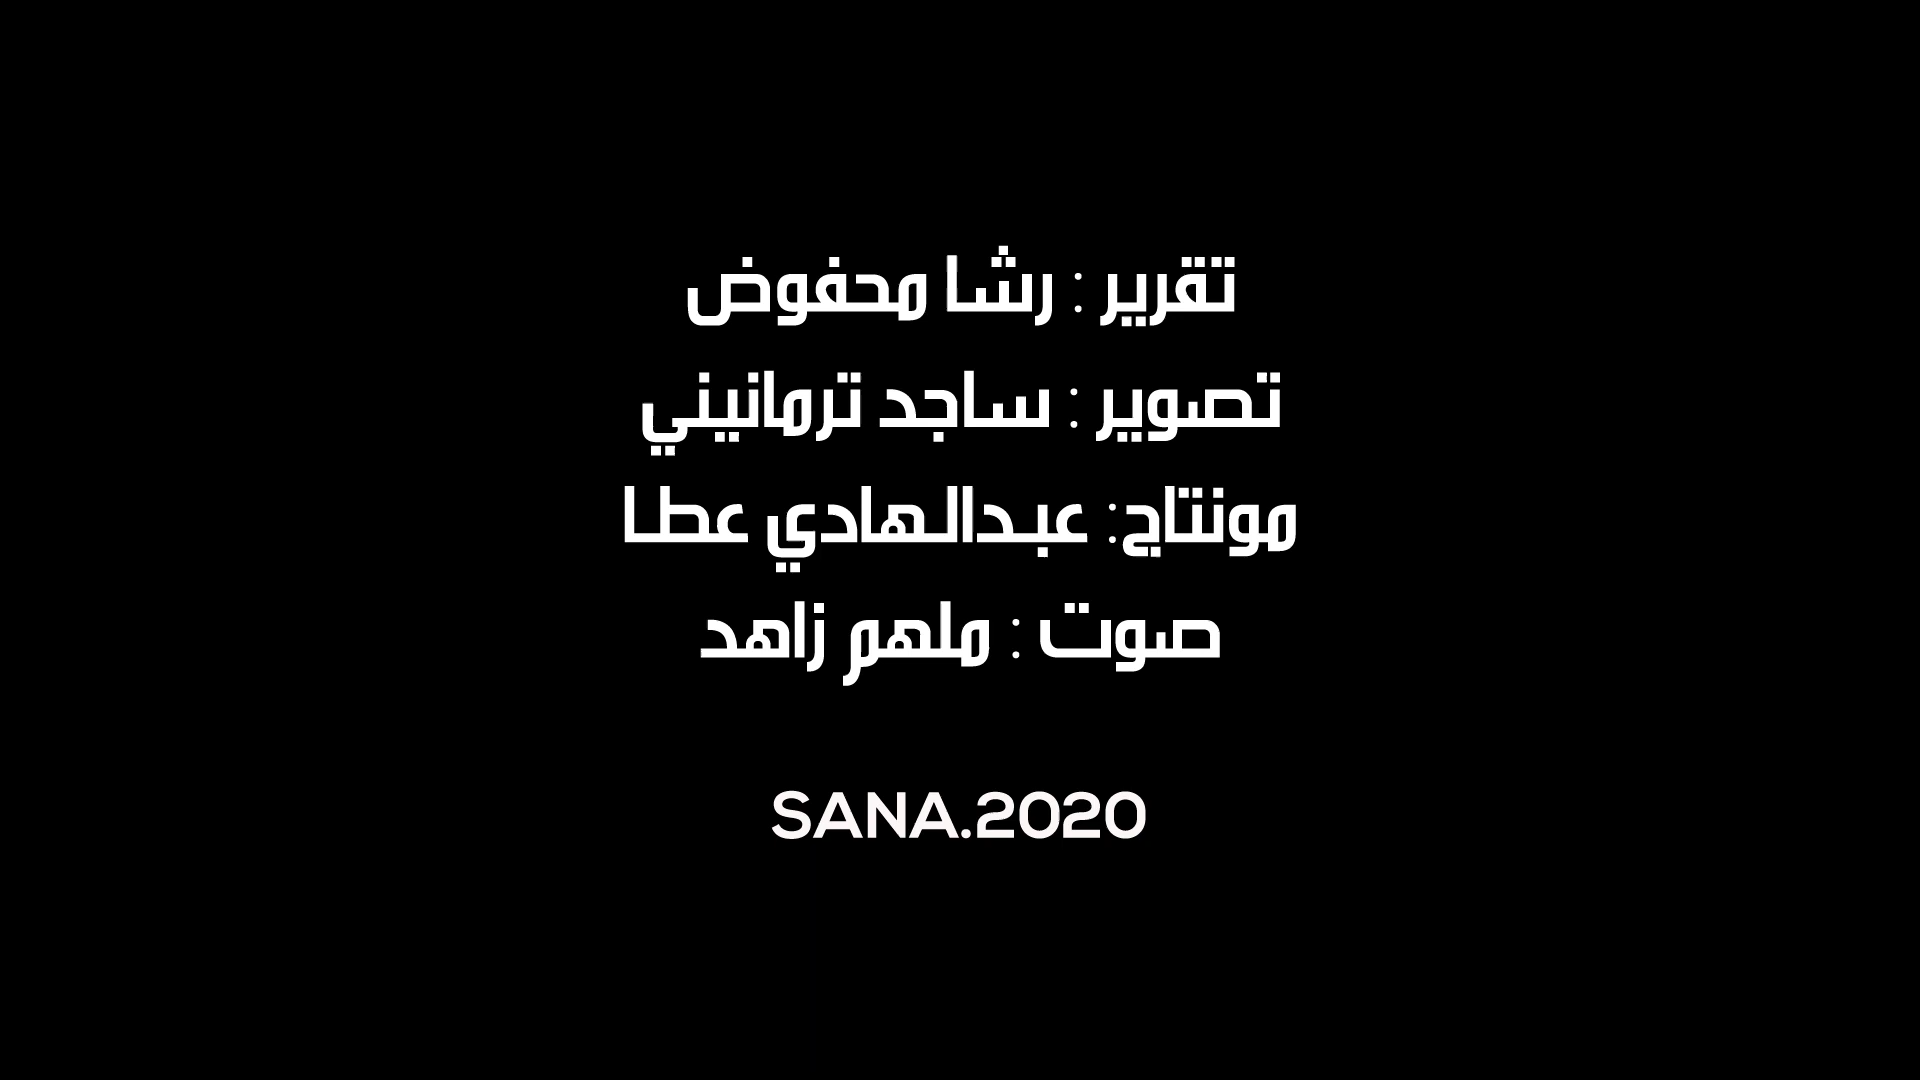 تقرير : رشا محفوض
تصوير : ساجد ترمانيني
مونتاج: عبدالهادي عطا
صوت : ملهم زاهد
SANA.2020